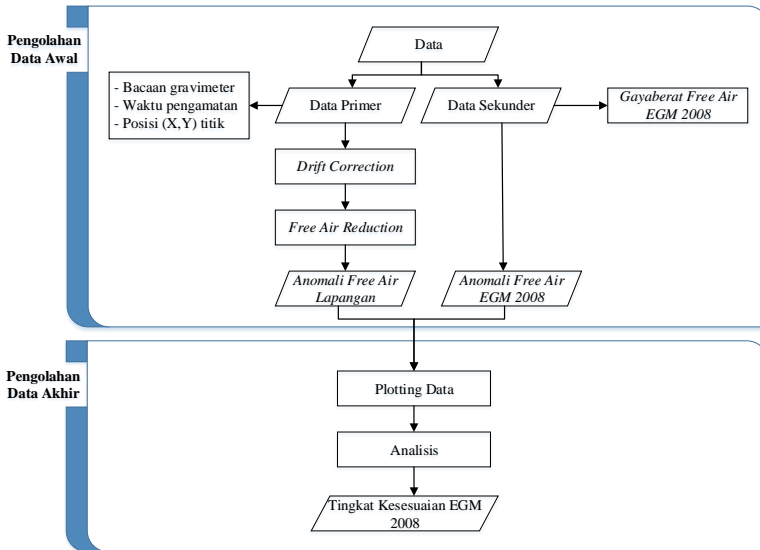 Pengolahan
Data Awal
Data
- Bacaan gravimeter
- Waktu pengamatan
- Posisi (X,Y) titik
Data Primer
Data Sekunder
Gayaberat Free Air
EGM 2008
Drift Correction
Free Air Reduction
Anomali Free Air
Lapangan
Anomali Free Air
EGM 2008
Pengolahan
Data Akhir
Plotting Data
Analisis
Tingkat Kesesuaian EGM
2008